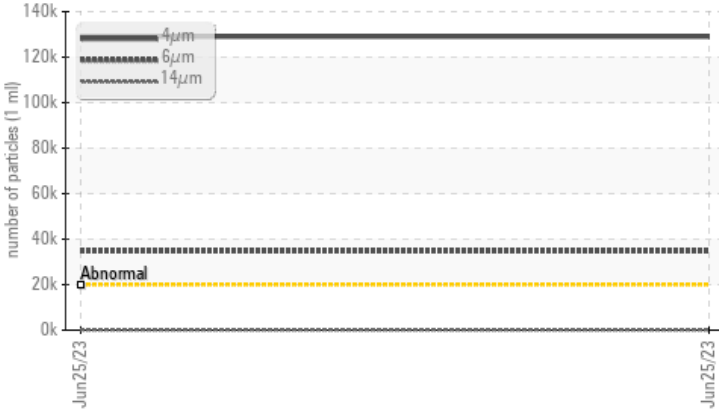 140k
120k
100k
80k
60k
40k
20k
0k
number of particles (1 ml)
4µm
6µm
14µm
Abnormal
Jun25/23
Jun25/23